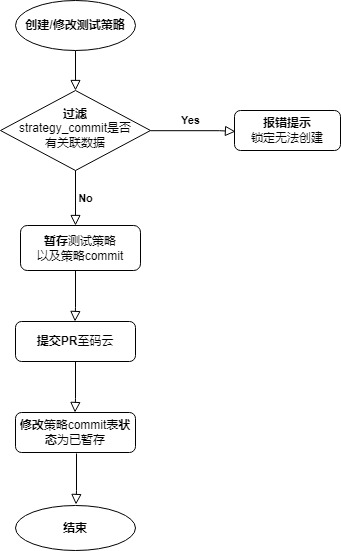 创建/修改测试策略
过滤
strategy_commit是否
有关联数据
Yes
报错提示
锁定无法创建
No
暂存测试策略
以及策略commit
提交PR至码云
修改策略commit表状
态为已暂存
结束